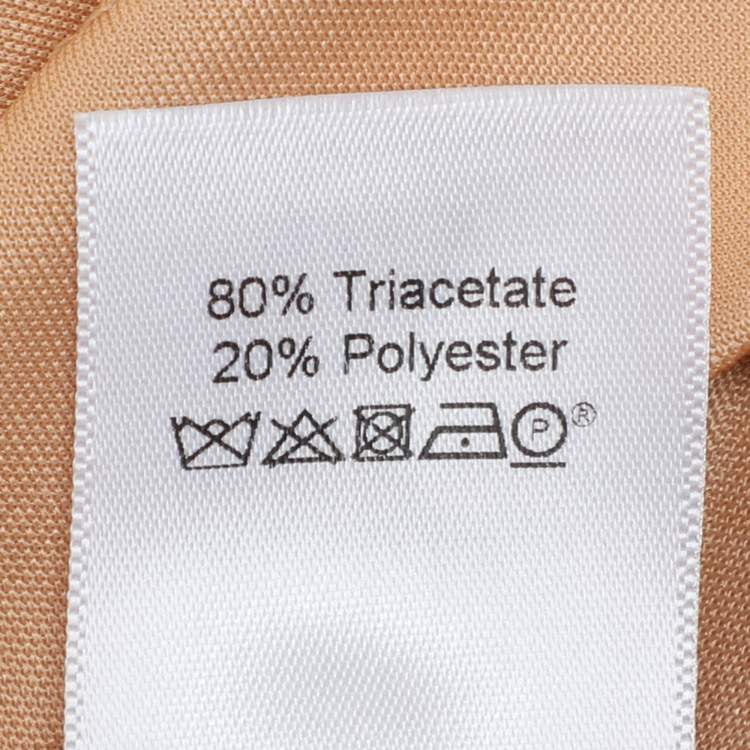 80% Triacetate
20% Polyester
P ®